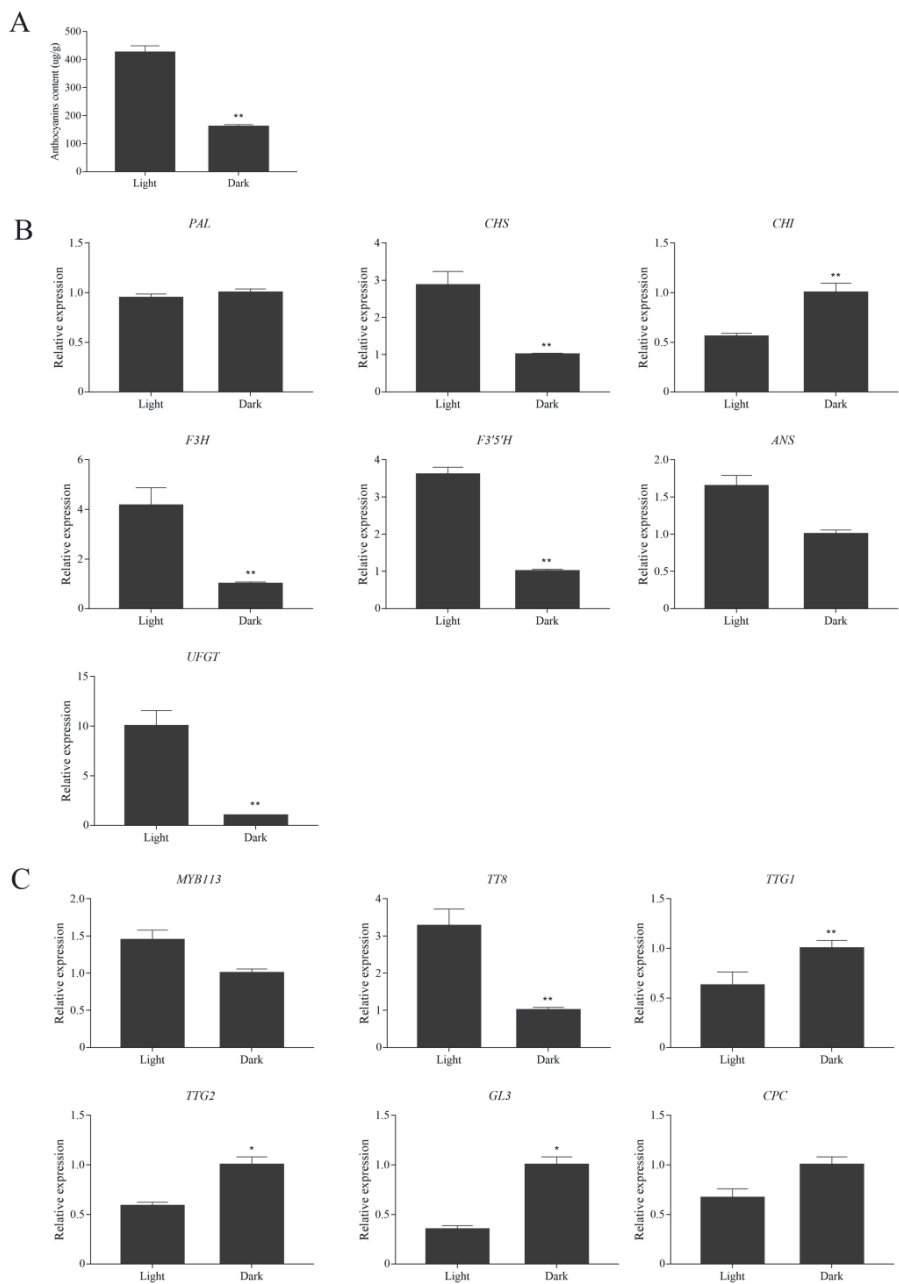 A
Anthocyanins content (ug/g)
500
400
300
200
100
0
**
Light Dark
B
PAL
Relative expression
1.5
1.0
0.5
0
Light Dark
CHS
Relative expression
4
3
2
1
0
**
Light Dark
CHI
Relative expression
1.5
1.0
0.5
0
**
Light Dark
F3H
Relative expression
6
4
2
0
**
Light Dark
F3'5'H
Relative expression
4
3
2
1
0
**
Light Dark
ANS
Relative expression
2.0
1.5
1.0
0.5
0
Light Dark
UFGT
Relative expression
15
10
5
0
**
Light Dark
C
MYB113
Relative expression
2.0
1.5
1.0
0.5
0
Light Dark
TT8
Relative expression
4
3
2
1
0
**
Light Dark
TTG1
Relative expression
1.5
1.0
0.5
0
**
Light Dark
TTG2
Relative expression
1.5
1.0
0.5
0
*
Light Dark
GL3
Relative expression
1.5
1.0
0.5
0
*
Light Dark
CPC
Relative expression
1.5
1.0
0.5
0
Light Dark